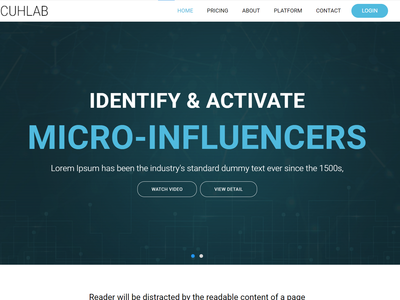 CUHLAB
HOME PRICING ABOUT PLATFORM CONTACT LOGIN
IDENTIFY & ACTIVATE
MICRO-INFLUENCERS
Lorem Ipsum has been the industry's standard dummy text ever since the 1500s,
WATCH VIDEO VIEW DETAIL
Reader will be distracted by the readable content of a page